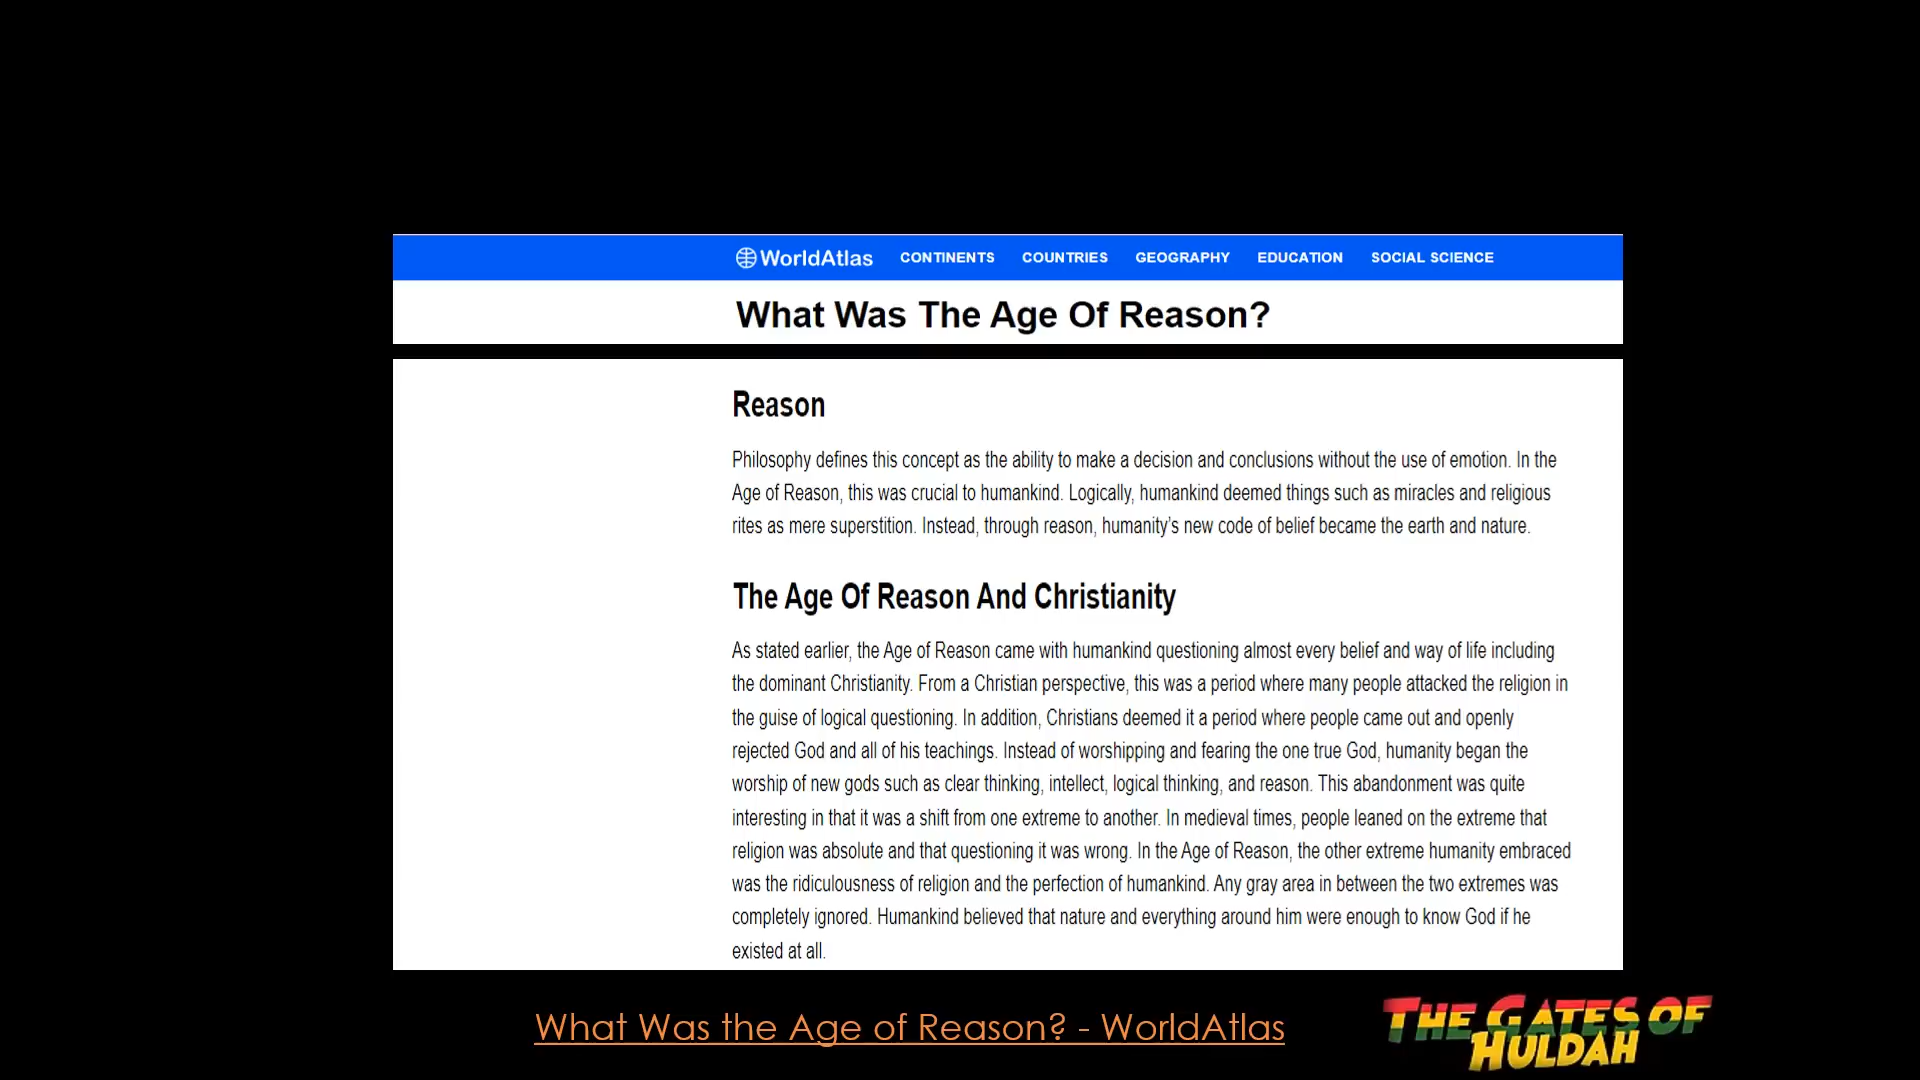 WorldAtlas CONTINENTS COUNTRIES GEOGRAPHY EDUCATION SOCIAL SCIENCE
What Was The Age Of Reason?
Reason
Philosophy defines this concept as the ability to make a decision and conclusions without the use of emotion. In the
Age of Reason, this was crucial to humankind. Logically, humankind deemed things such as miracles and religious
rites as mere superstition. Instead, through reason, humanity’s new code of belief became the earth and nature.
The Age Of Reason And Christianity
As stated earlier, the Age of Reason came with humankind questioning almost every belief and way of life including
the dominant Christianity. From a Christian perspective, this was a period where many people attacked the religion in
the guise of logical questioning. In addition, Christians deemed it a period where people came out and openly
rejected God and all of his teachings. Instead of worshipping and fearing the one true God, humanity began the
worship of new gods such as clear thinking, intellect, logical thinking, and reason. This abandonment was quite
interesting in that it was a shift from one extreme to another. In medieval times, people leaned on the extreme that
religion was absolute and that questioning it was wrong. In the Age of Reason, the other extreme humanity embraced
was the ridiculousness of religion and the perfection of humankind. Any gray area in between the two extremes was
completely ignored. Humankind believed that nature and everything around him were enough to know God if he
existed at all.
What Was the Age of Reason? - WorldAtlas
THE GATES OF
HULDAH